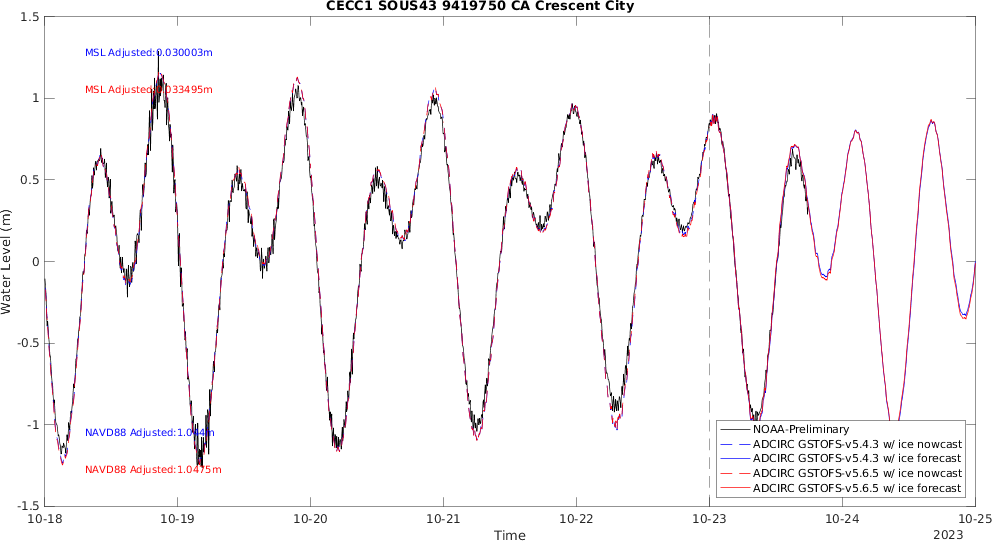 CECC1 SOUS43 9419750 CA Crescent City
1.5
1
0.5
0
-0.5
-1
-1.5
Water Level (m)
MSL Adjusted:0.030003m
MSL Adjusted:0.033495m
NAVD88 Adjusted:
NAVD88 Adjusted:1.0475m
NOAA-Preliminary
ADCIRC GSTOFS-v5.4.3 w/ ice nowcast
ADCIRC GSTOFS-v5.4.3 w/ ice forecast
ADCIRC GSTOFS-v5.6.5 w/ ice nowcast
ADCIRC GSTOFS-v5.6.5 w/ ice forecast
10-18
10-19
10-20
10-21
10-22
10-23
10-24
10-25
Time
2023